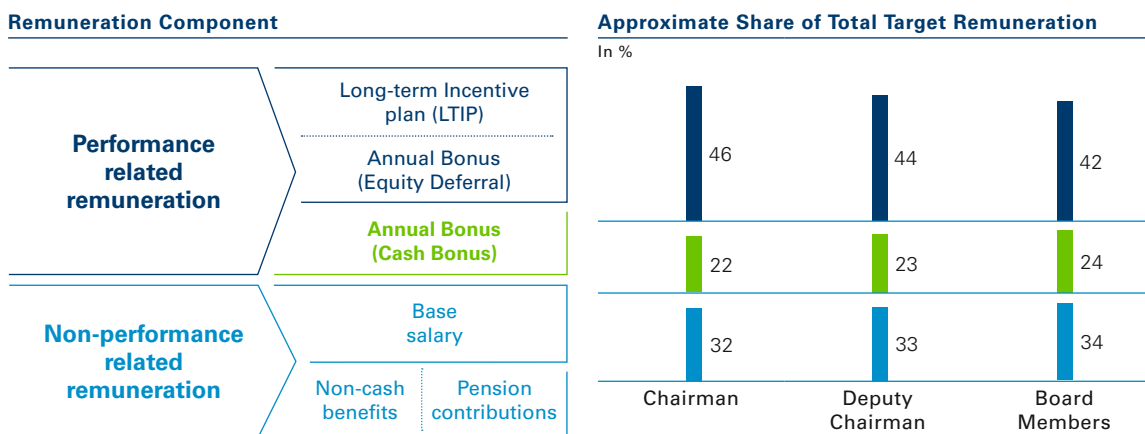 Remuneration Component
Performance
related
remuneration
Long-term Incentive
plan (LTIP)
Annual Bonus
(Equity Deferral)
Annual Bonus
(Cash Bonus)
Non-performance
related
remuneration
Base
salary
Non-cash
benefits
Pension
contributions
Approximate Share of Total Target Remuneration
In %
46
44
42
22
23
24
32
33
34
Chairman
Deputy
Chairman
Board
Members